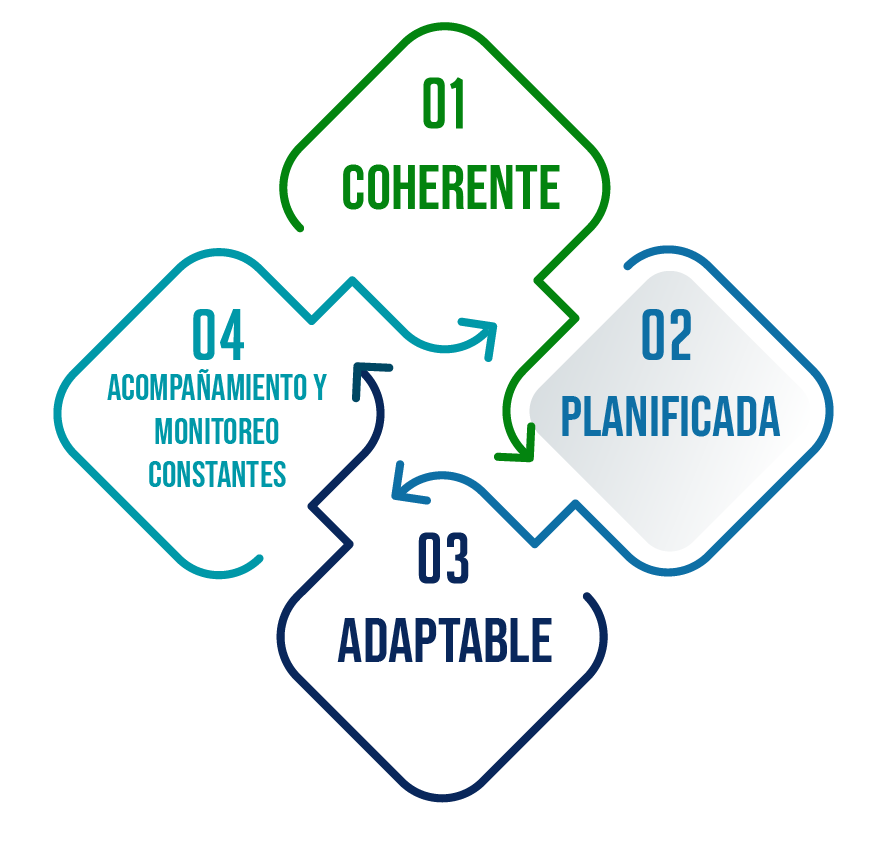 01
COHERENTE
02
PLANIFICADA
03
ADAPTABLE
04
ACOMPAÑAMIENTO Y
MONITOREO
CONSTANTES